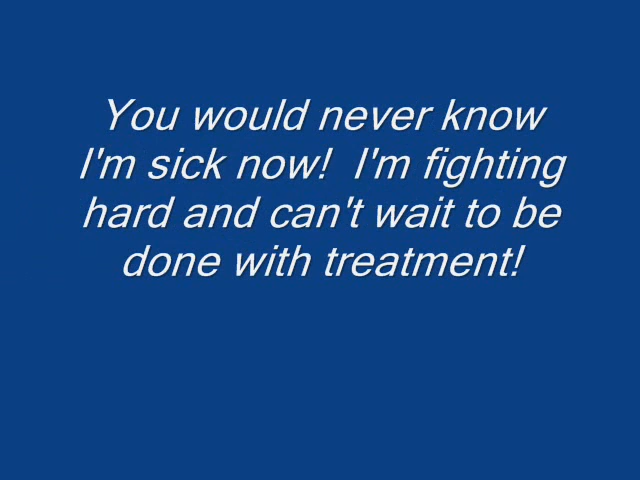 You would never know
I'm sick now!  I'm fighting
hard and can't wait to be
done with treatment!